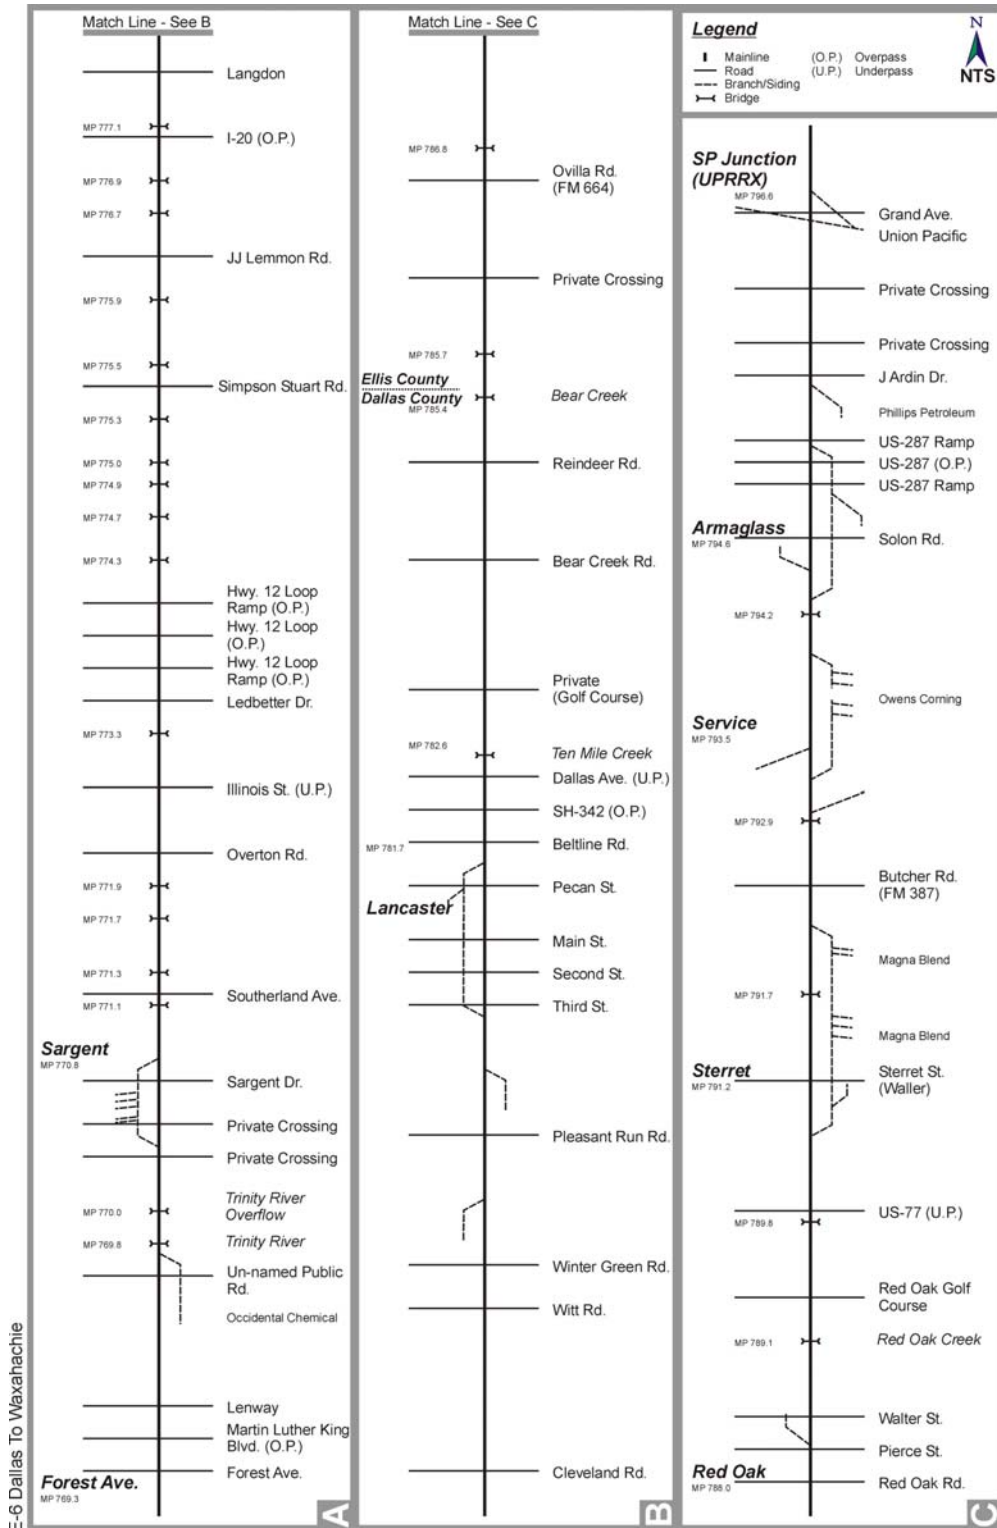 Match Line - See B
Langdon
MP 777.1
I-20 (O.P.)
MP 776.9
MP 776.7
JJ Lemmon Rd.
MP 775.9
MP 775.5
Simpson Stuart Rd.
MP 775.3
MP 775.0
MP 774.9
MP 774.7
MP 774.3
Hwy. 12 Loop
Ramp (O.P.)
Hwy. 12 Loop
(O.P.)
Hwy. 12 Loop
Ramp (O.P.)
Ledbetter Dr.
MP 773.3
Illinois St. (U.P.)
Overton Rd.
MP 771.9
MP 771.7
MP 771.3
Southerland Ave.
MP 771.1
Sargent
MP 770.8
Sargent Dr.
Private Crossing
Private Crossing
Trinity River
Overflow
MP 770.0
MP 769.8
Trinity River
Un-named Public
Rd.
Occidental Chemical
Lenway
Martin Luther King
Blvd. (O.P.)
Forest Ave.
Forest Ave.
MP 769.3
A
E-6 Dallas To Waxahachie
Match Line - See C
MP 786.8
Ovilla Rd.
(FM 664)
Private Crossing
MP 785.7
Ellis County
Dallas County
MP 785.4
Bear Creek
Reindeer Rd.
Bear Creek Rd.
Private
(Golf Course)
MP 782.6
Ten Mile Creek
Dallas Ave. (U.P.)
SH-342 (O.P.)
MP 781.7
Beltline Rd.
Pecan St.
Lancaster
Main St.
Second St.
Third St.
Pleasant Run Rd.
Winter Green Rd.
Witt Rd.
Cleveland Rd.
B
Legend
Mainline
Road
Branch/Siding
Bridge
(O.P.) Overpass
(U.P.) Underpass
N
NTS
SP Junction
(UPRRX)
MP 796.6
Grand Ave.
Union Pacific
Private Crossing
Private Crossing
J Ardin Dr.
Phillips Petroleum
US-287 Ramp
US-287 (O.P.)
US-287 Ramp
Armaglass
MP 794.6
Solon Rd.
MP 794.2
Owens Corning
Service
MP 793.5
MP 792.9
Butcher Rd.
(FM 387)
Magna Blend
MP 791.7
Magna Blend
Sterret
MP 791.2
Sterret St.
(Waller)
US-77 (U.P.)
MP 789.8
Red Oak Golf
Course
MP 789.1
Red Oak Creek
Walter St.
Pierce St.
Red Oak
MP 788.0
Red Oak Rd.
C